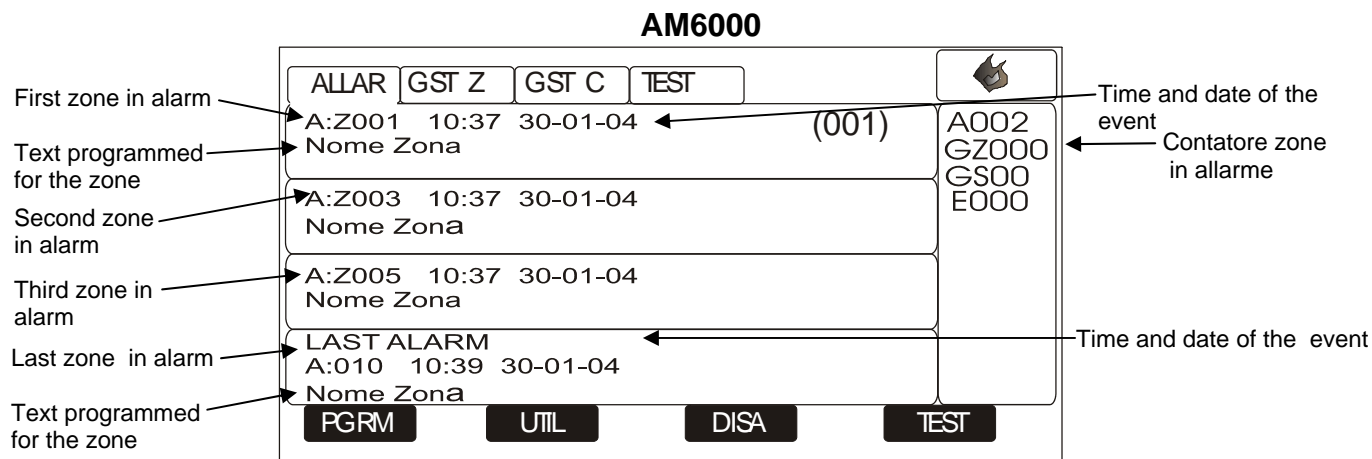 AM6000
ALLAR GST Z GST C TEST
First zone in alarm
A:Z001 10:37 30-01-04 (001)
Nome Zona
Text programmed
for the zone
Time and date of the
event
A002
GZ000
GS00
E000
Contatore zone
in allarme
Second zone
in alarm
A:Z003 10:37 30-01-04
Nome Zona
Third zone in
alarm
A:Z005 10:37 30-01-04
Nome Zona
Last zone in alarm
LAST ALARM
A:010 10:39 30-01-04
Nome Zona
Time and date of the event
Text programmed
for the zone
PGRM UTIL DISA TEST